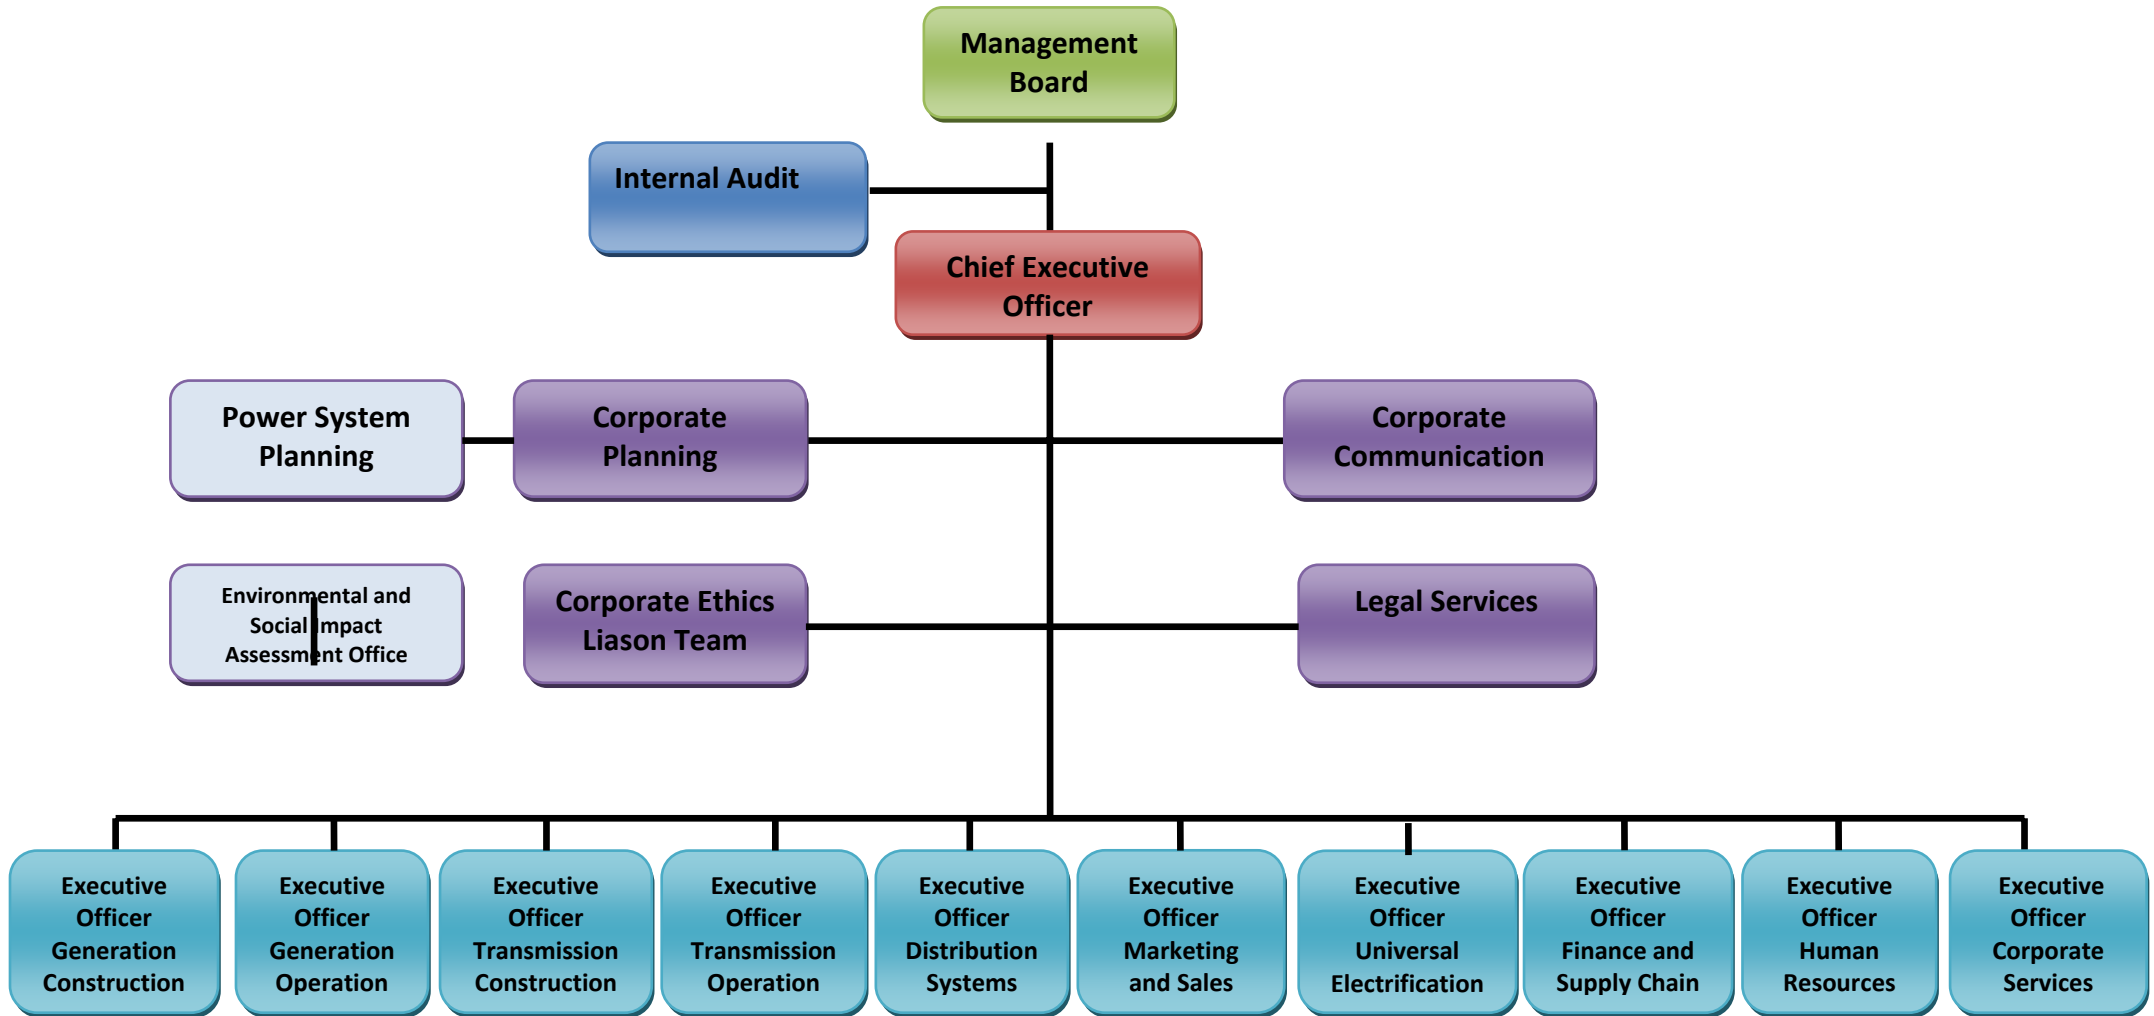 Management
Board
Internal Audit
Chief Executive
Officer
Power System
Planning
Corporate
Planning
Corporate
Communication
Environmental and
Social Impact
Assessment Office
Corporate Ethics
Liason Team
Legal Services
Executive
Officer
Generation
Construction
Executive
Officer
Generation
Operation
Executive
Officer
Transmission
Construction
Executive
Officer
Transmission
Operation
Executive
Officer
Distribution
Systems
Executive
Officer
Marketing
and Sales
Executive
Officer
Universal
Electrification
Executive
Officer
Finance and
Supply Chain
Executive
Officer
Human
Resources
Executive
Officer
Corporate
Services